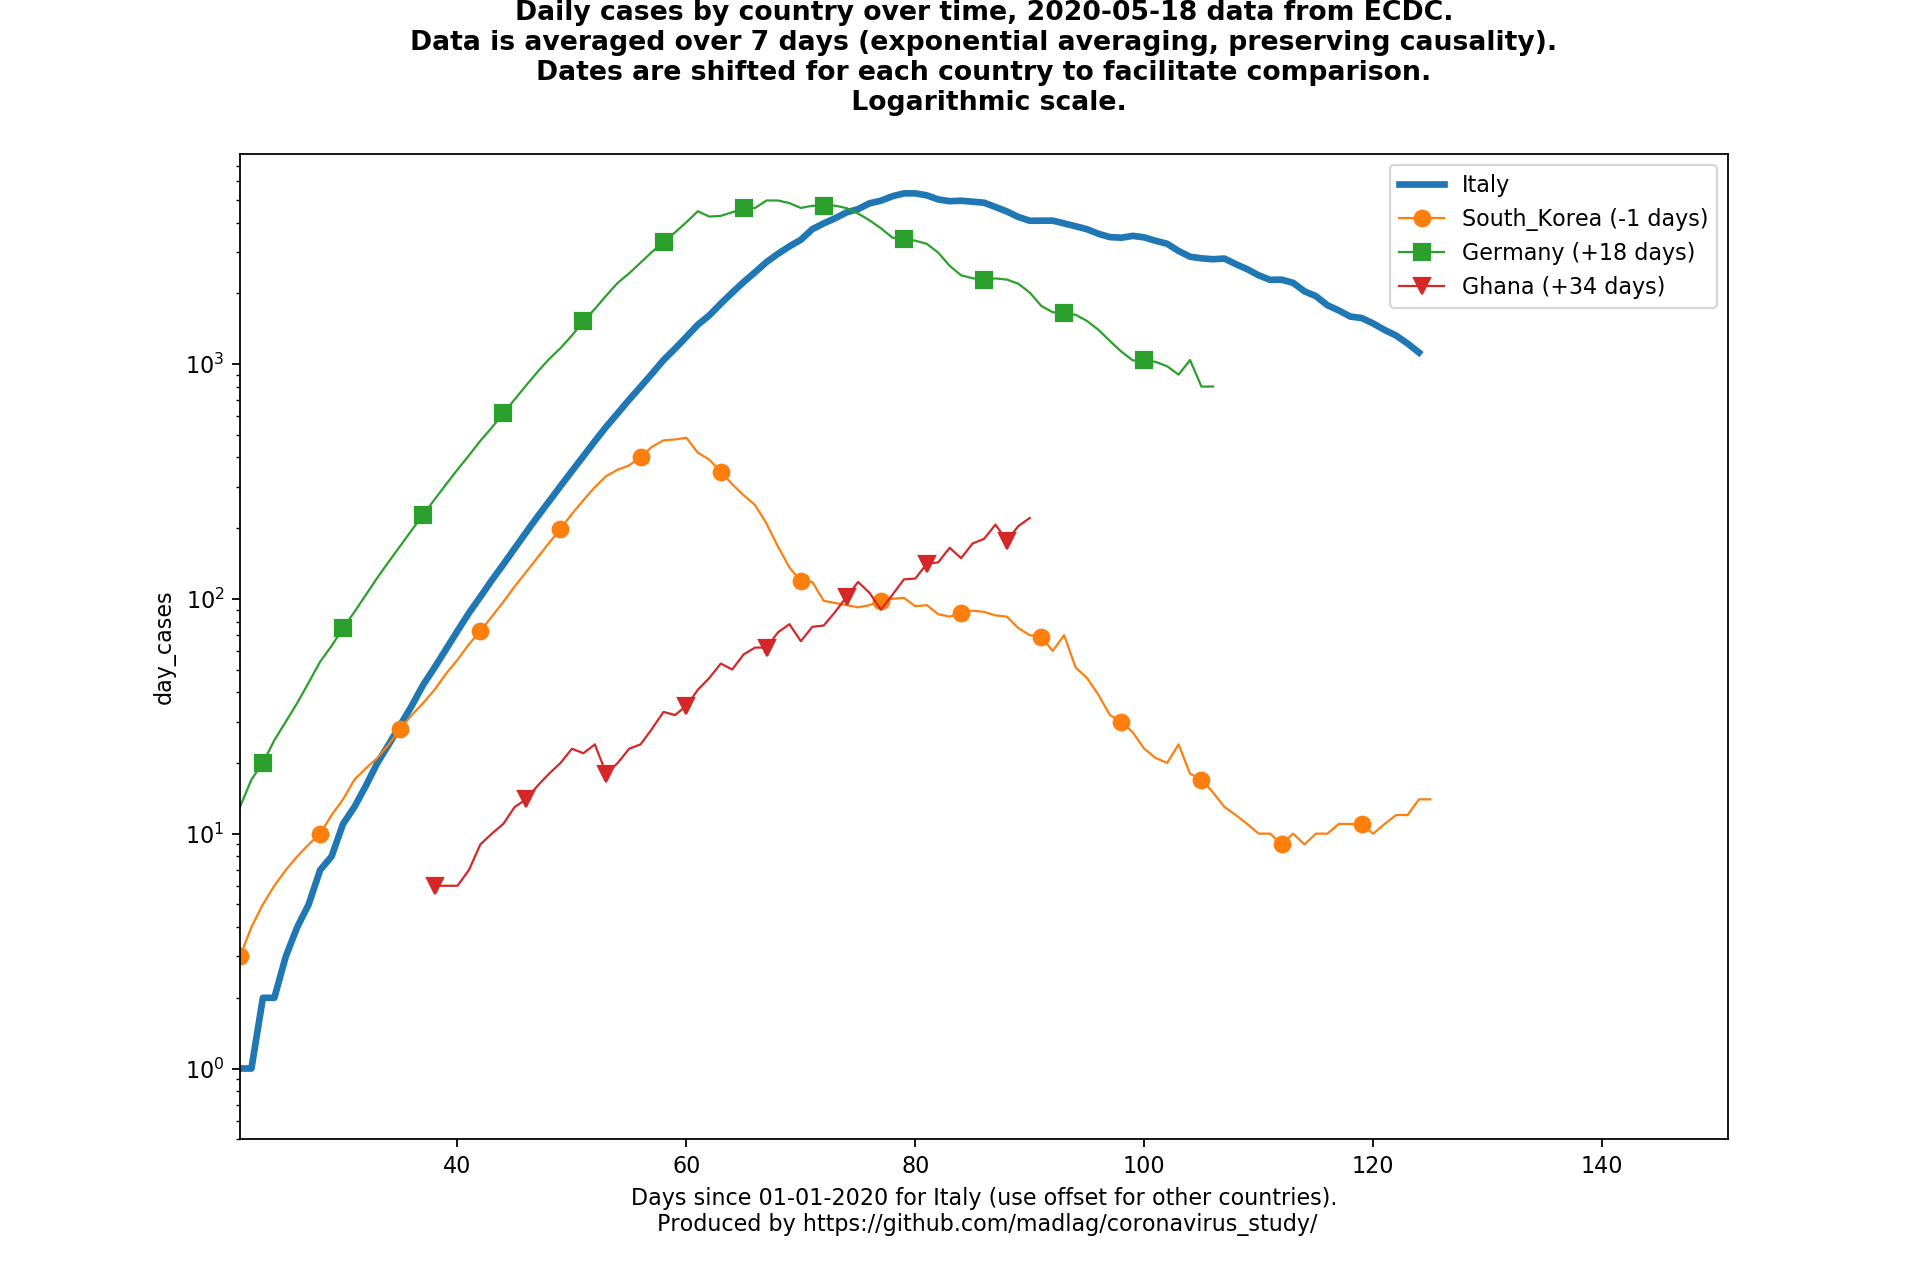 Daily cases by country over time, 2020-05-18 data from ECDC.
Data is averaged over 7 days (exponential averaging, preserving causality).
Dates are shifted for each country to facilitate comparison.
Logarithmic scale.
Italy
South_Korea (-1 days)
Germany (+18 days)
Ghana (+34 days)
10³
10²
10¹
10⁰
day_cases
40 60 80 100 120 140
Days since 01-01-2020 for Italy (use offset for other countries).
Produced by https://github.com/madlag/coronavirus_study/